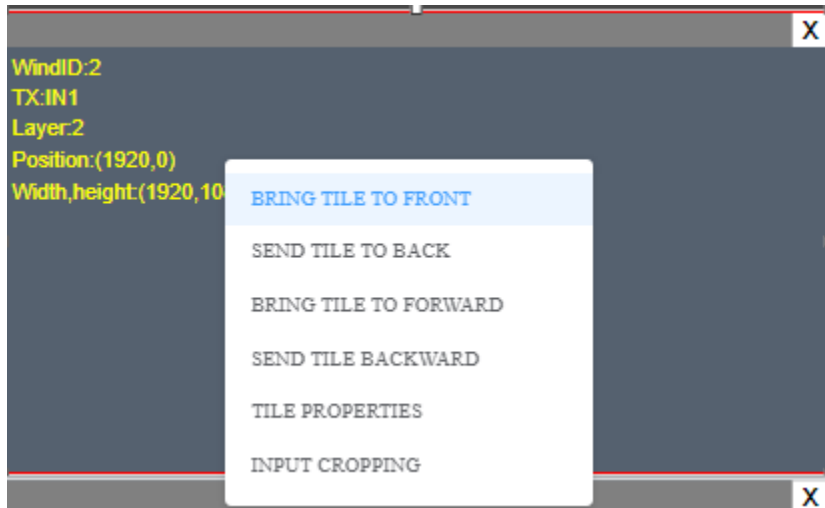 X
WindID:2
TX:IN1
Layer:2
Position:(1920,0)
Width,height:(1920,10
BRING TILE TO FRONT
SEND TILE TO BACK
BRING TILE TO FORWARD
SEND TILE BACKWARD
TILE PROPERTIES
INPUT CROPPING
X